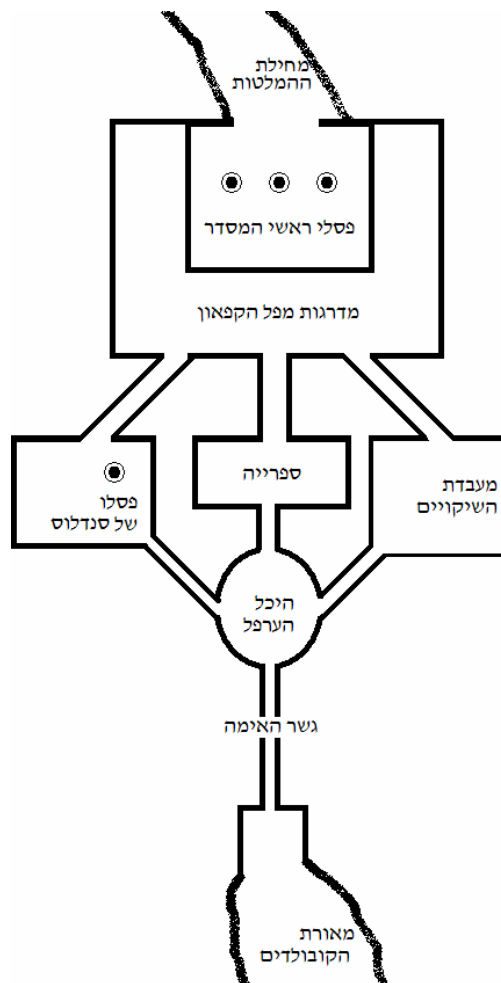 מחילת
ההמלטות
פסלי ראשי המסדר
מדרגות מפל הקפאון
ספרייה
פסלו
של סנדלוס
מעבדת
השיקויים
היכל
הערפל
גשר האימה
מאורת
הקובולדים